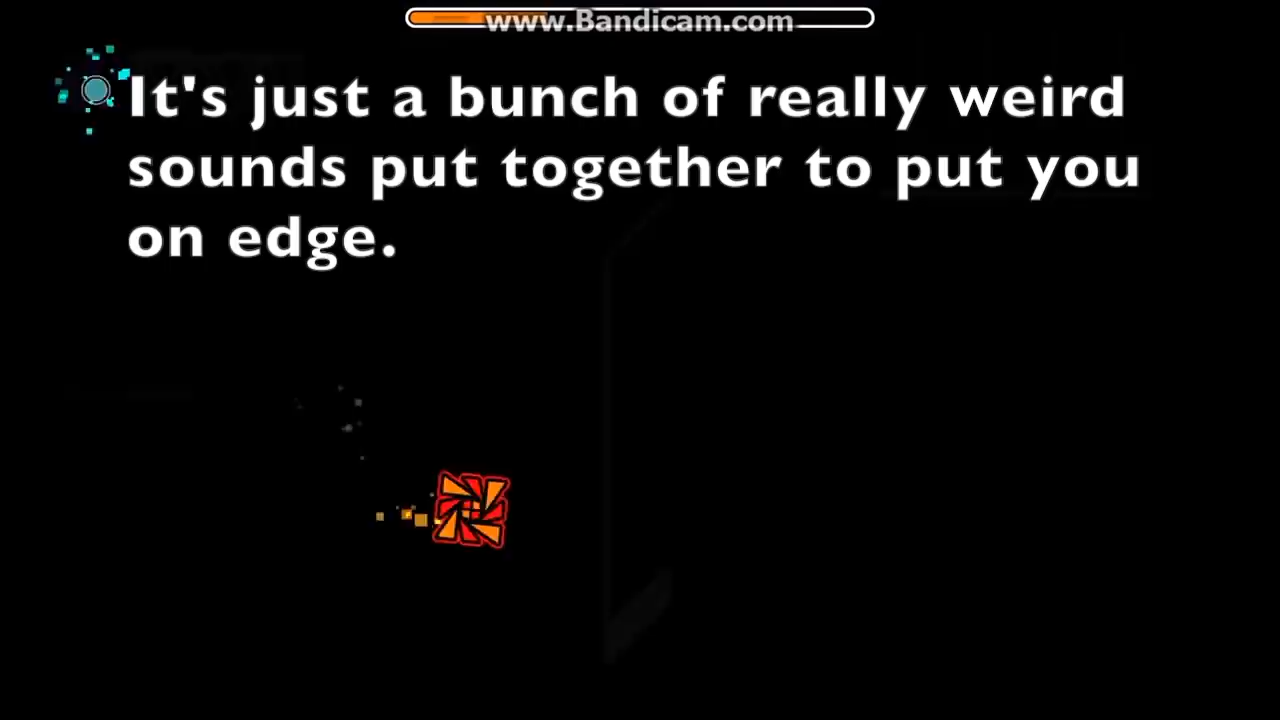 www.Bandicam.com
It's just a bunch of really weird
sounds put together to put you
on edge.